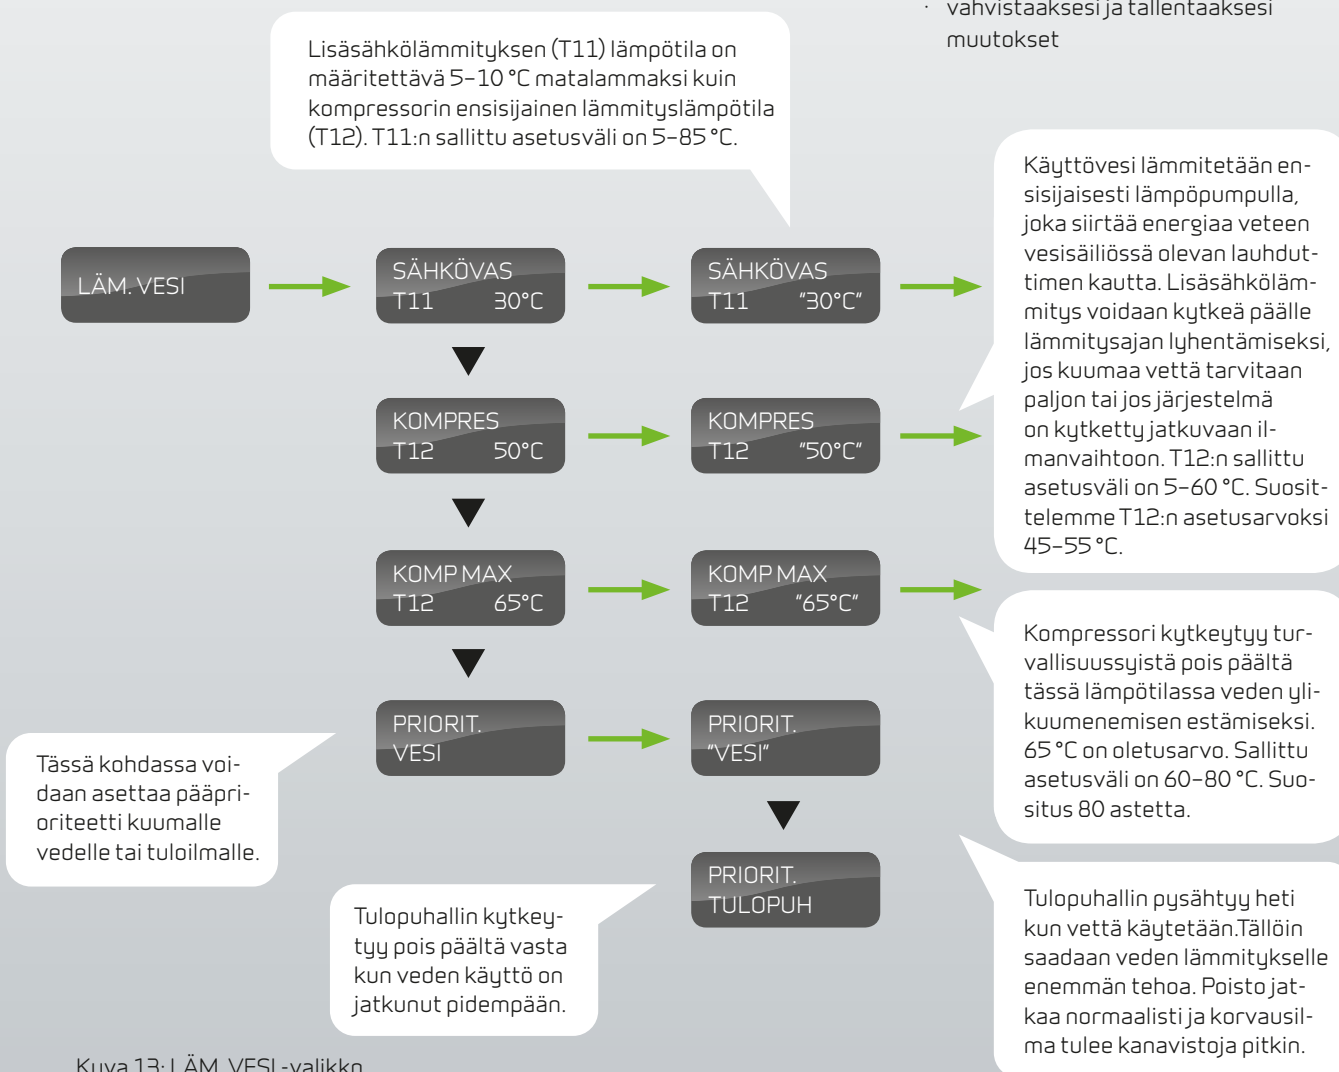 · vahvistaaksesi ja tallentaaksesi
muutokset
Lisäsähkölämmityksen (T11) lämpötila on
määritettävä 5–10 °C matalammaksi kuin
kompressorin ensisijainen lämmityslämpötila
(T12). T11:n sallittu asetusväli on 5–85 °C.
LÄM. VESI
SÄHKÖVAS
T11 30°C
SÄHKÖVAS
T11 "30°C"
KOMPRES
T12 50°C
KOMPRES
T12 "50°C"
Käyttövesi lämmitetään en-
sisijaisesti lämpöpumpulla,
joka siirtää energiaa veteen
vesisäiliössä olevan lauhdut-
timen kautta. Lisäsähköläm-
mitys voidaan kytkeä päälle
lämmitysajan lyhentämiseksi,
jos kuumaa vettä tarvitaan
paljon tai jos järjestelmä
on kytketty jatkuvaan il-
manvaihtoon. T12:n sallittu
asetusväli on 5–60 °C. Suosit-
telemme T12:n asetusarvoksi
45–55 °C.
KOMP MAX
T12 65°C
KOMP MAX
T12 "65°C"
Kompressori kytkeytyy tur-
vallisuussyistä pois päältä
tässä lämpötilassa veden yli-
kuumenemisen estämiseksi.
65 °C on oletusarvo. Sallittu
asetusväli on 60–80 °C. Suo-
situs 80 astetta.
PRIORIT.
VESI
PRIORIT.
"VESI"
Tässä kohdassa voi-
daan asettaa pääpri-
oriteetti kuumalle
vedelle tai tuloilmalle.
PRIORIT.
TULOPUH
Tulopuhallin kytkey-
tyy pois päältä vasta
kun veden käyttö on
jatkunut pidempään.
Tulopuhallin pysähtyy heti
kun vettä käytetään.Tällöin
saadaan veden lämmitykselle
enemmän tehoa. Poisto jat-
kaa normaalisti ja korvausil-
ma tulee kanavistoja pitkin.
Kuva 13: LÄM. VESI -valikko